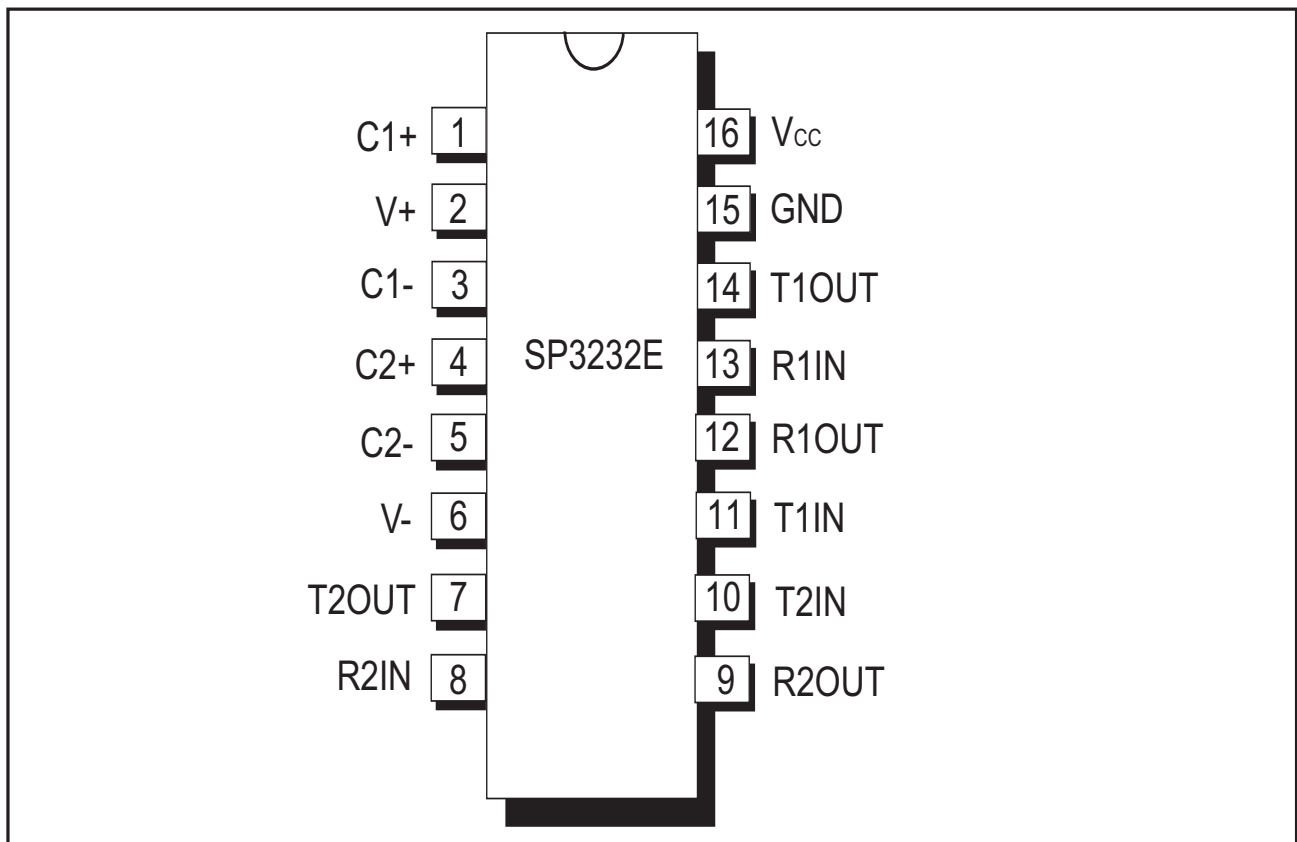 C1+ 1 16 Vcc
V+ 2 15 GND
C1- 3 14 T1OUT
C2+ 4 SP3232E 13 R1IN
C2- 5 12 R1OUT
V- 6 11 T1IN
T2OUT 7 10 T2IN
R2IN 8 9 R2OUT